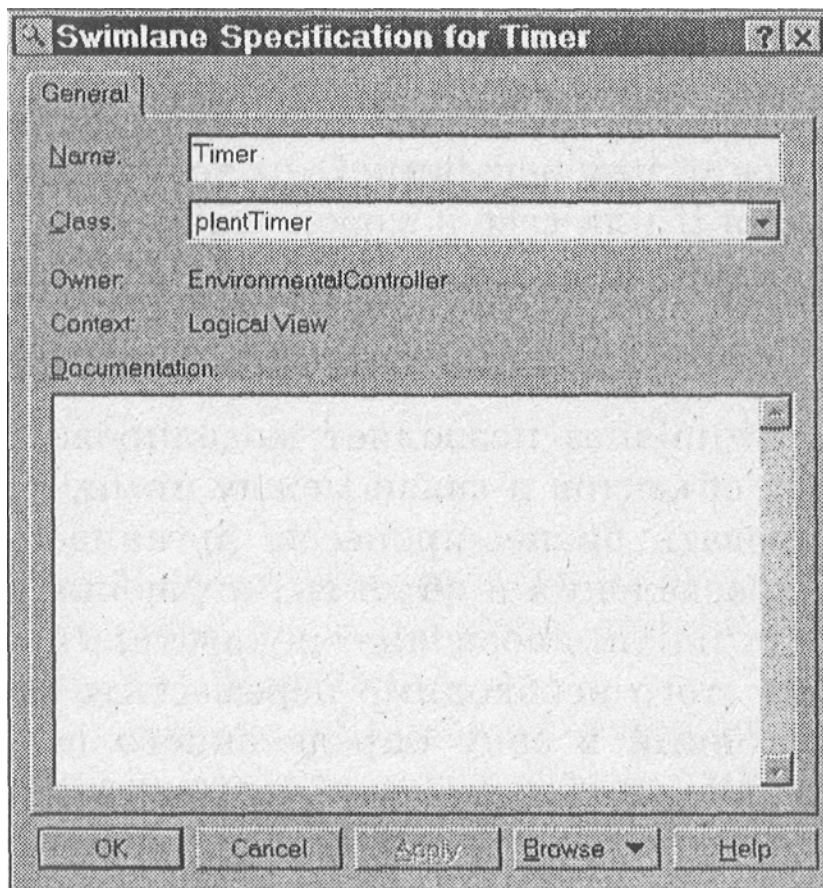 Swimlane Specification for Timer
General
Name: Timer
Class: plantTimer
Owner: EnvironmentalController
Context: Logical View
Documentation:
OK Cancel Apply Browse Help